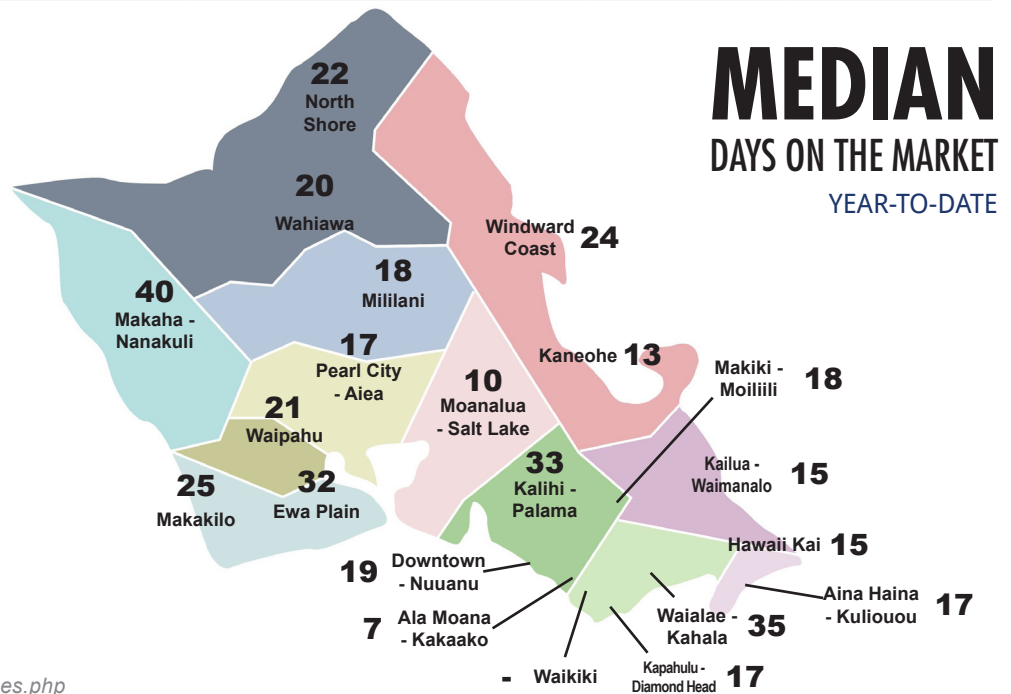 MEDIAN
DAYS ON THE MARKET
YEAR-TO-DATE
22
North
Shore
20
Wahiawa
Windward
Coast 24
18
Mililani
40
Makaha -
Nanakuli
17
Pearl City
- Aiea
Kaneohe 13
Makiki -
Moiliili 18
10
Moanalua
- Salt Lake
21
Waipahu
33
Kalihi -
Palama
Kailua -
Waimanalo 15
25
Makakilo
32
Ewa Plain
Hawaii Kai 15
19 Downtown
- Nuuanu
Aina Haina
- Kuliouou 17
7 Ala Moana
- Kakaako
Waialae -
Kahala 35
- Waikiki
Kapahulu -
Diamond Head 17
es.php